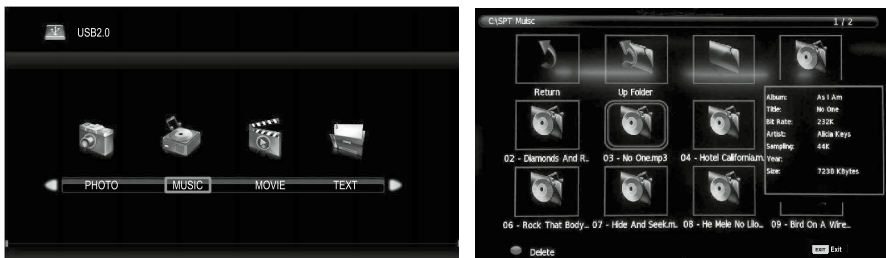 USB2.0
PHOTO MUSIC MOVIE TEXT
C:\SPT Muisc 1 / 2
Return Up Folder
Album: As I Am
Title: No One
Bit Rate: 232K
Artist: Alicia Keys
Sampling: 44K
Year:
Size: 7238 KBytes
02 - Diamonds And R... 03 - No One.mp3 04 - Hotel California.m
06 - Rock That Body... 07 - Hide And Seek.m.. 08 - He Mele No Lilo... 09 - Bird On A Wire...
Delete EXIT Exit